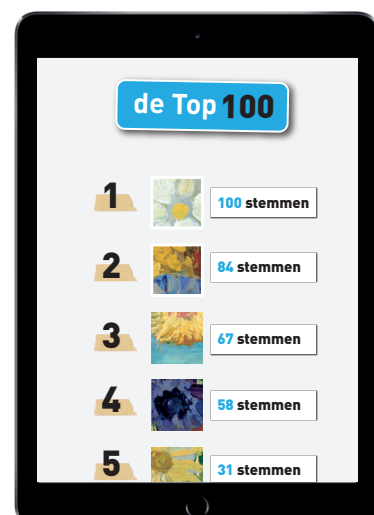 de Top 100
1
100 stemmen
2
84 stemmen
3
67 stemmen
4
58 stemmen
5
31 stemmen